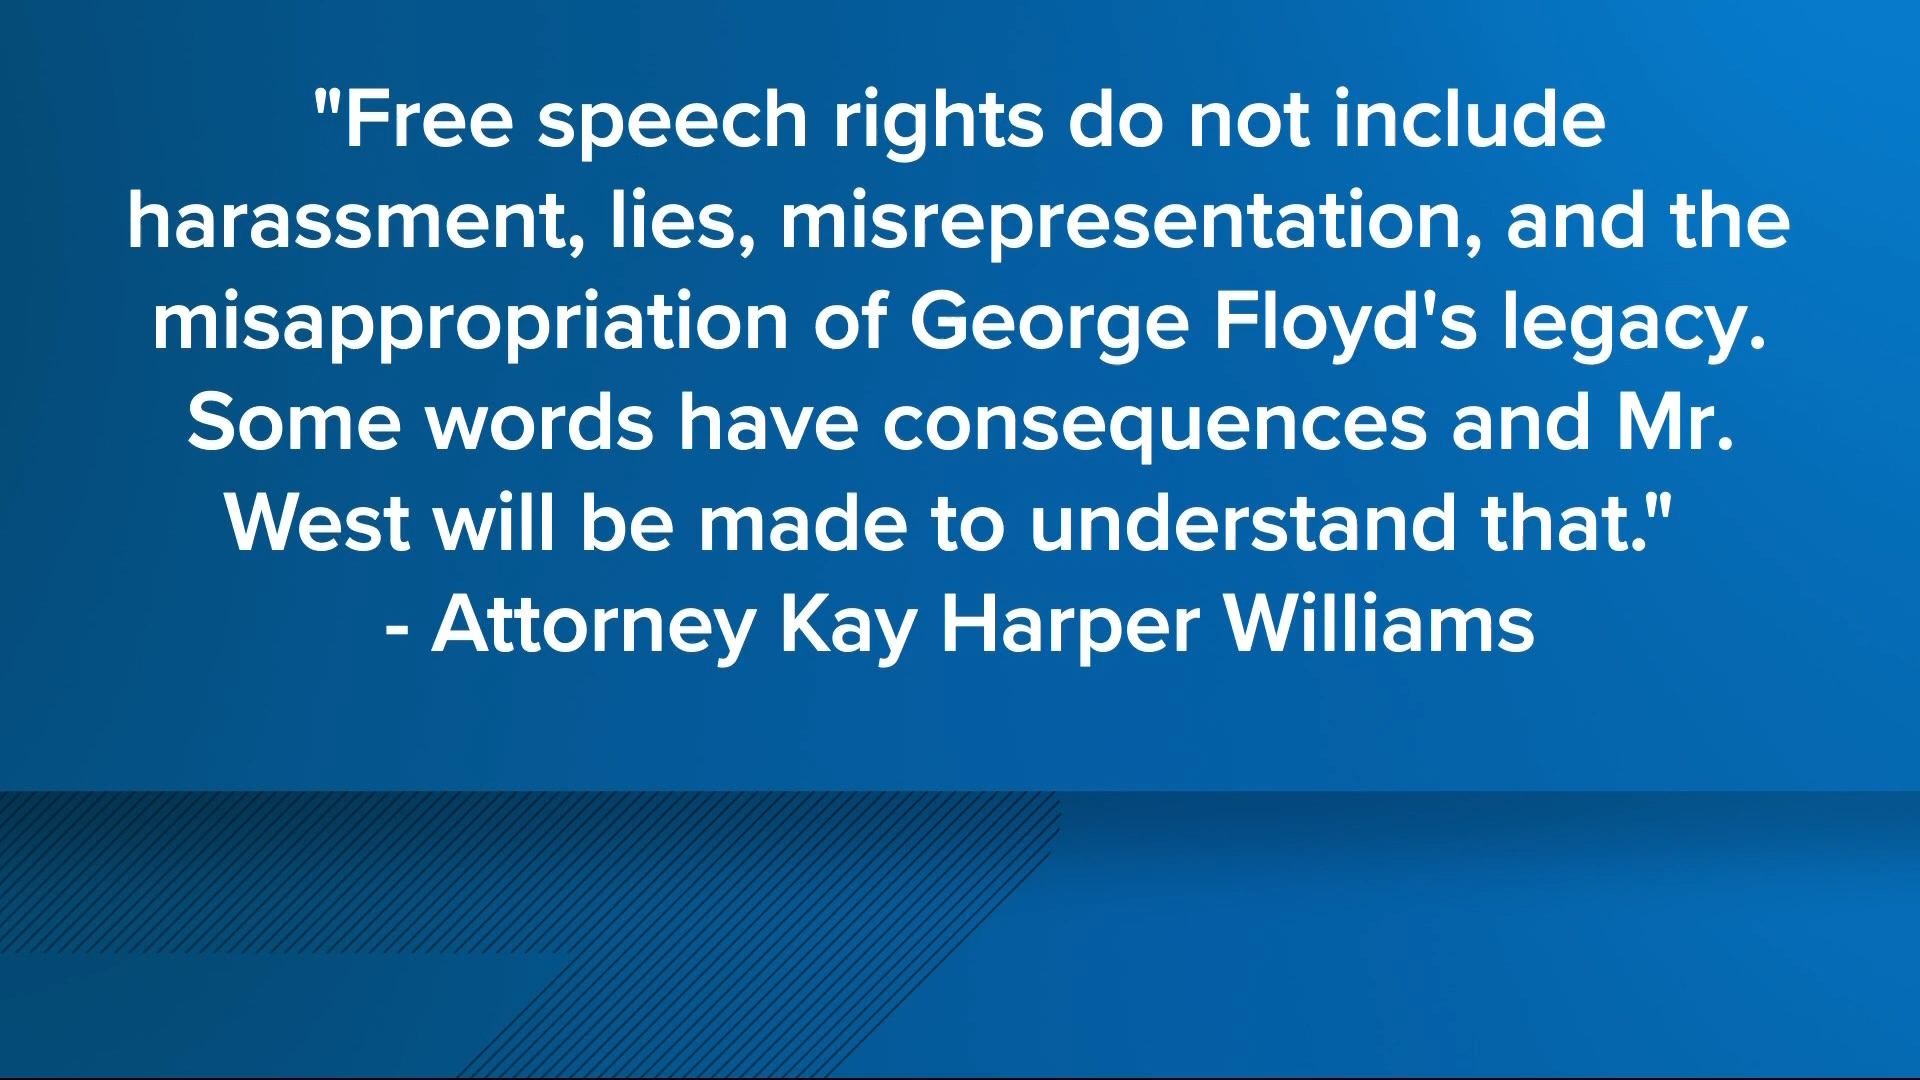 "Free speech rights do not include
harassment, lies, misrepresentation, and the
misappropriation of George Floyd's legacy.
Some words have consequences and Mr.
West will be made to understand that."
- Attorney Kay Harper Williams